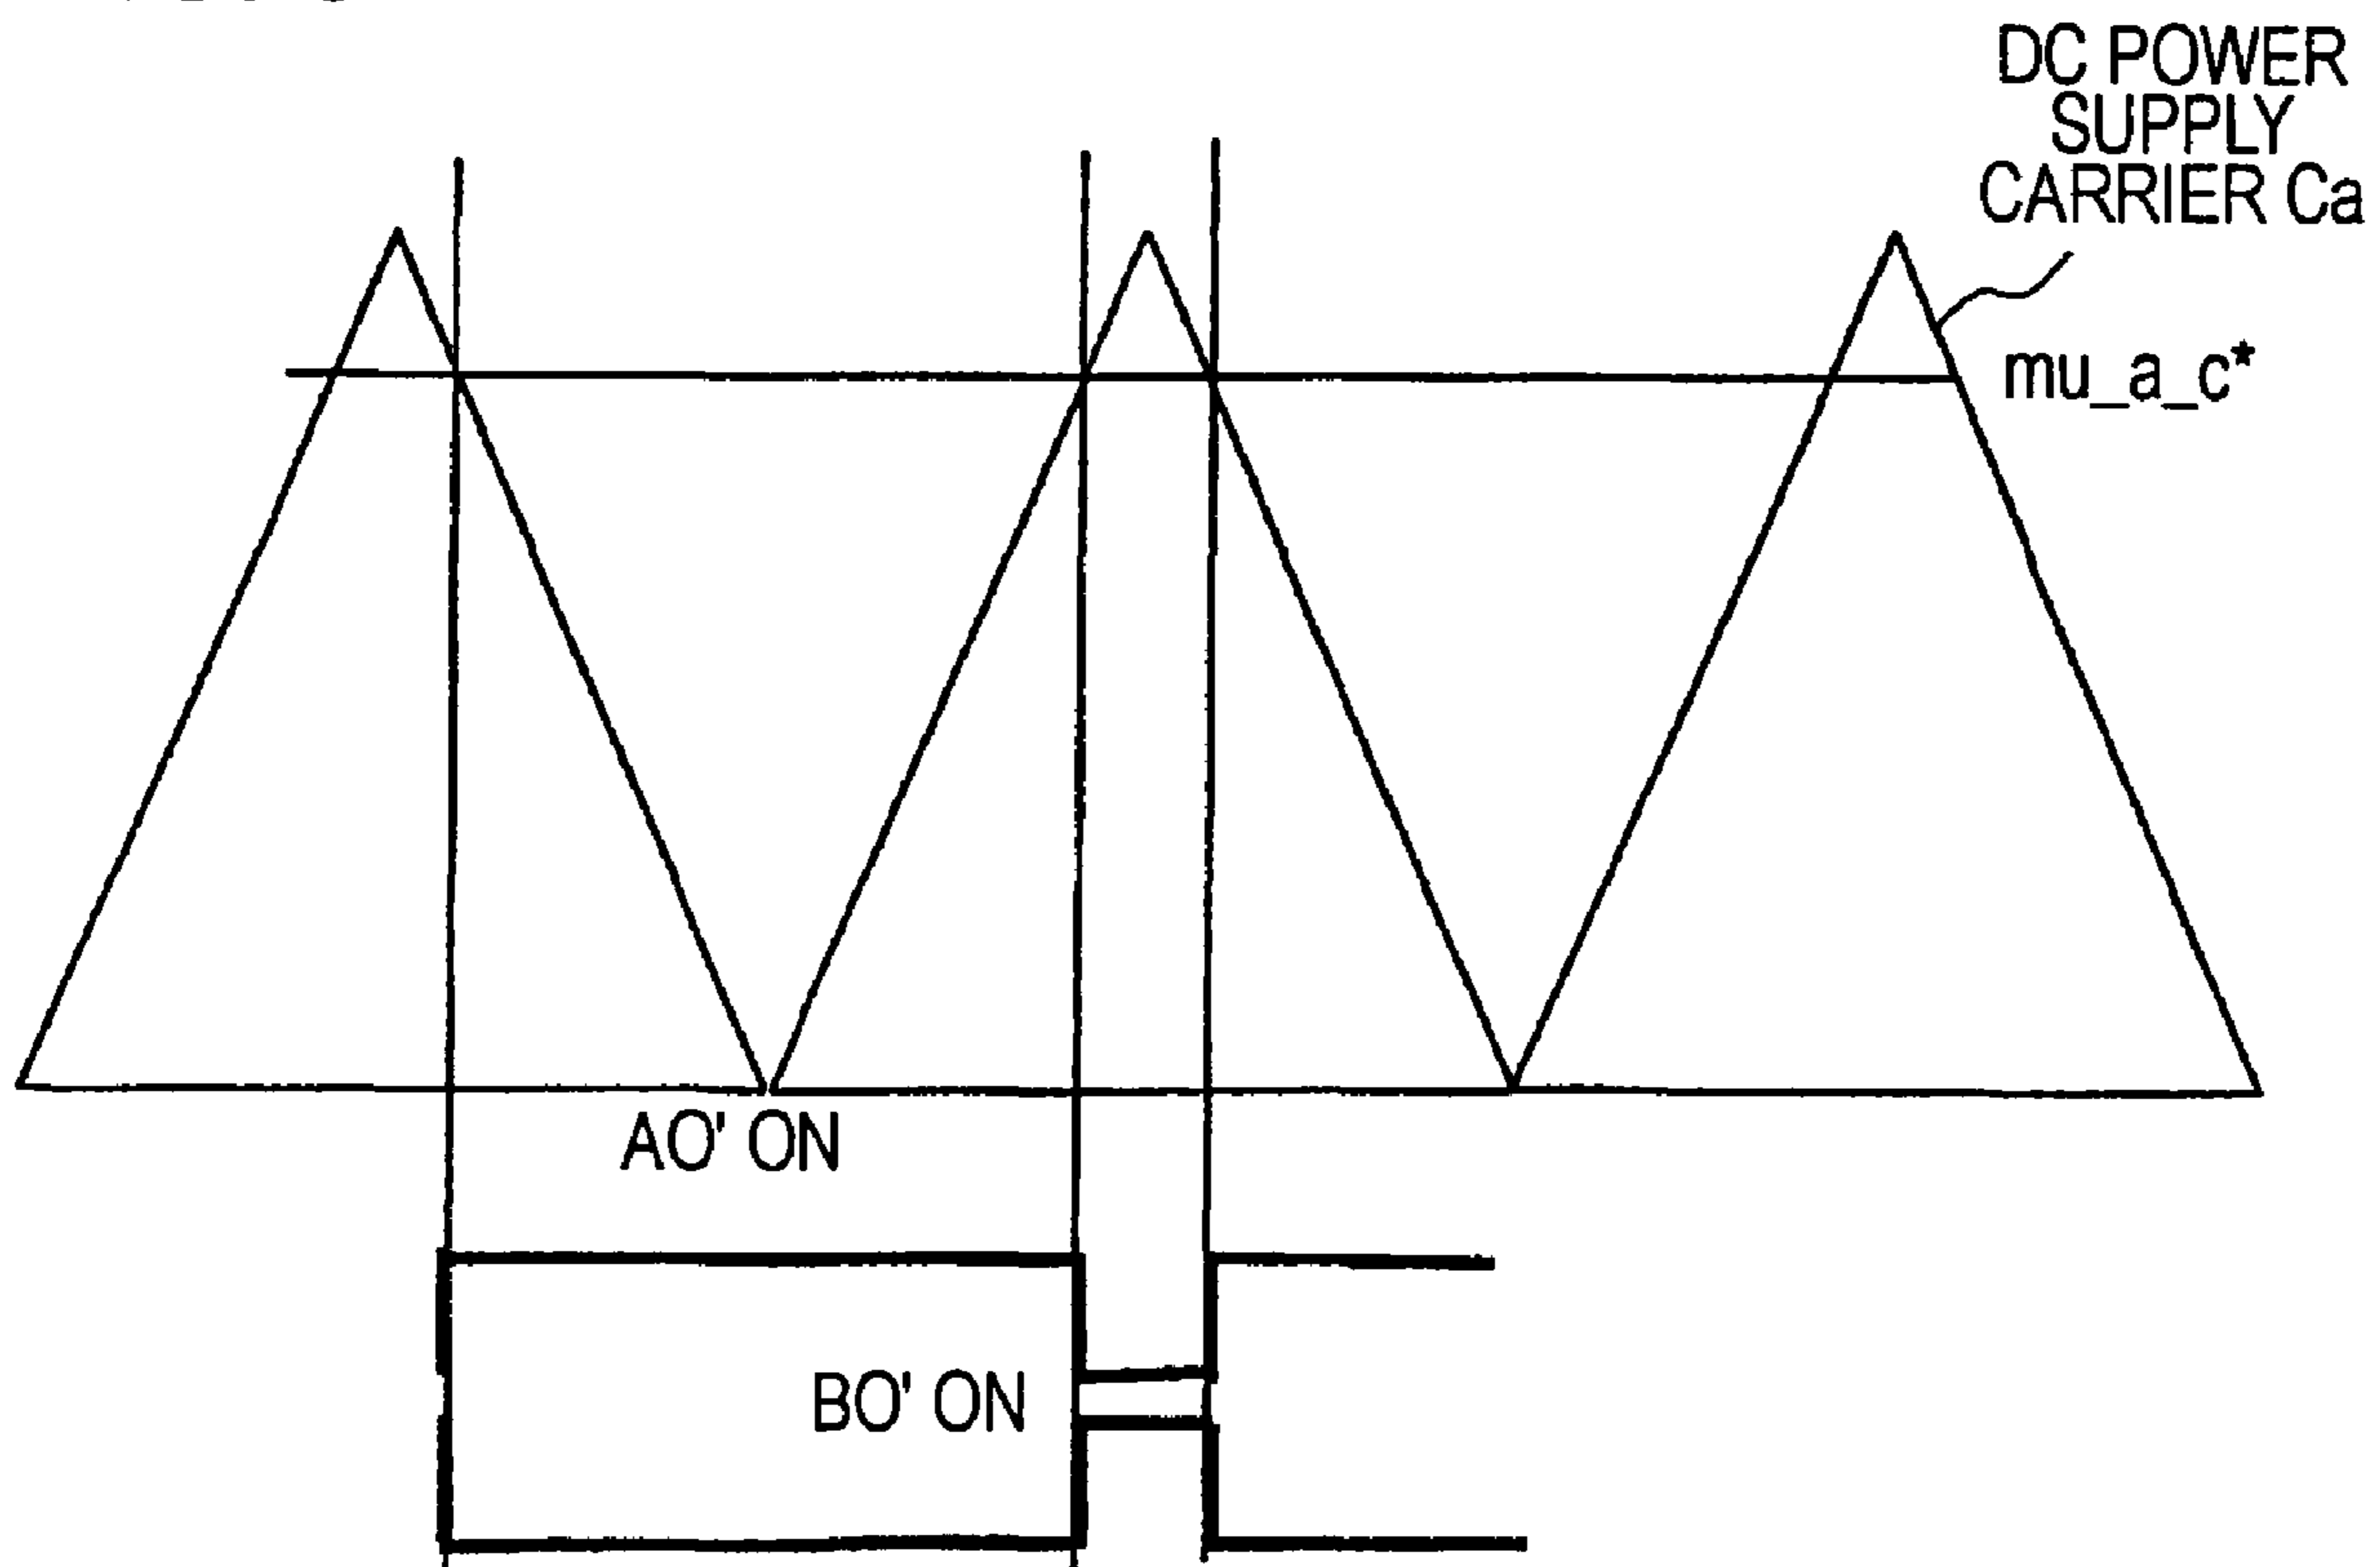 DC POWER
SUPPLY
CARRIER Ca
mu_a_c*
AO' ON
BO' ON